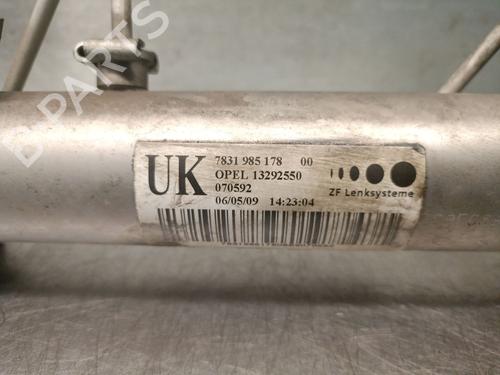 B-PARTS
UK
7831 985 178 00
OPEL 13292550
070592
06/05/09 14:23:04
ZF Lenksysteme